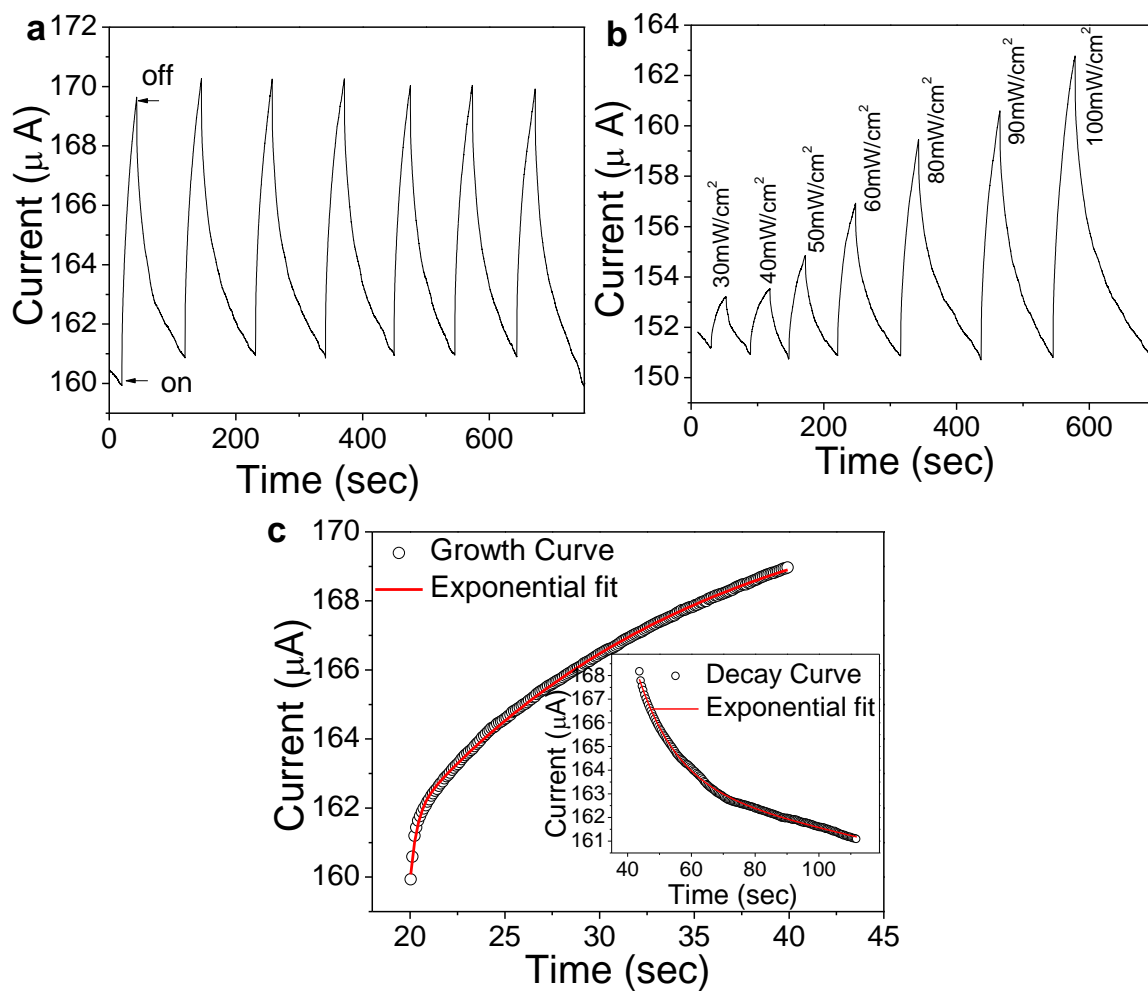 a
172
170
168
166
164
162
160
Current (μ A)
off
on
0 200 400 600
Time (sec)
b
164
162
160
158
156
154
152
150
Current (μ A)
30mW/cm²
40mW/cm²
50mW/cm²
60mW/cm²
80mW/cm²
90mW/cm²
100mW/cm²
0 200 400 600
Time (sec)
c
170
168
166
164
162
160
Current (μA)
Growth Curve
Exponential fit
20 25 30 35 40 45
Time (sec)
168
167
166
165
164
163
162
161
Current (μA)
Decay Curve
Exponential fit
40 60 80 100
Time (sec)